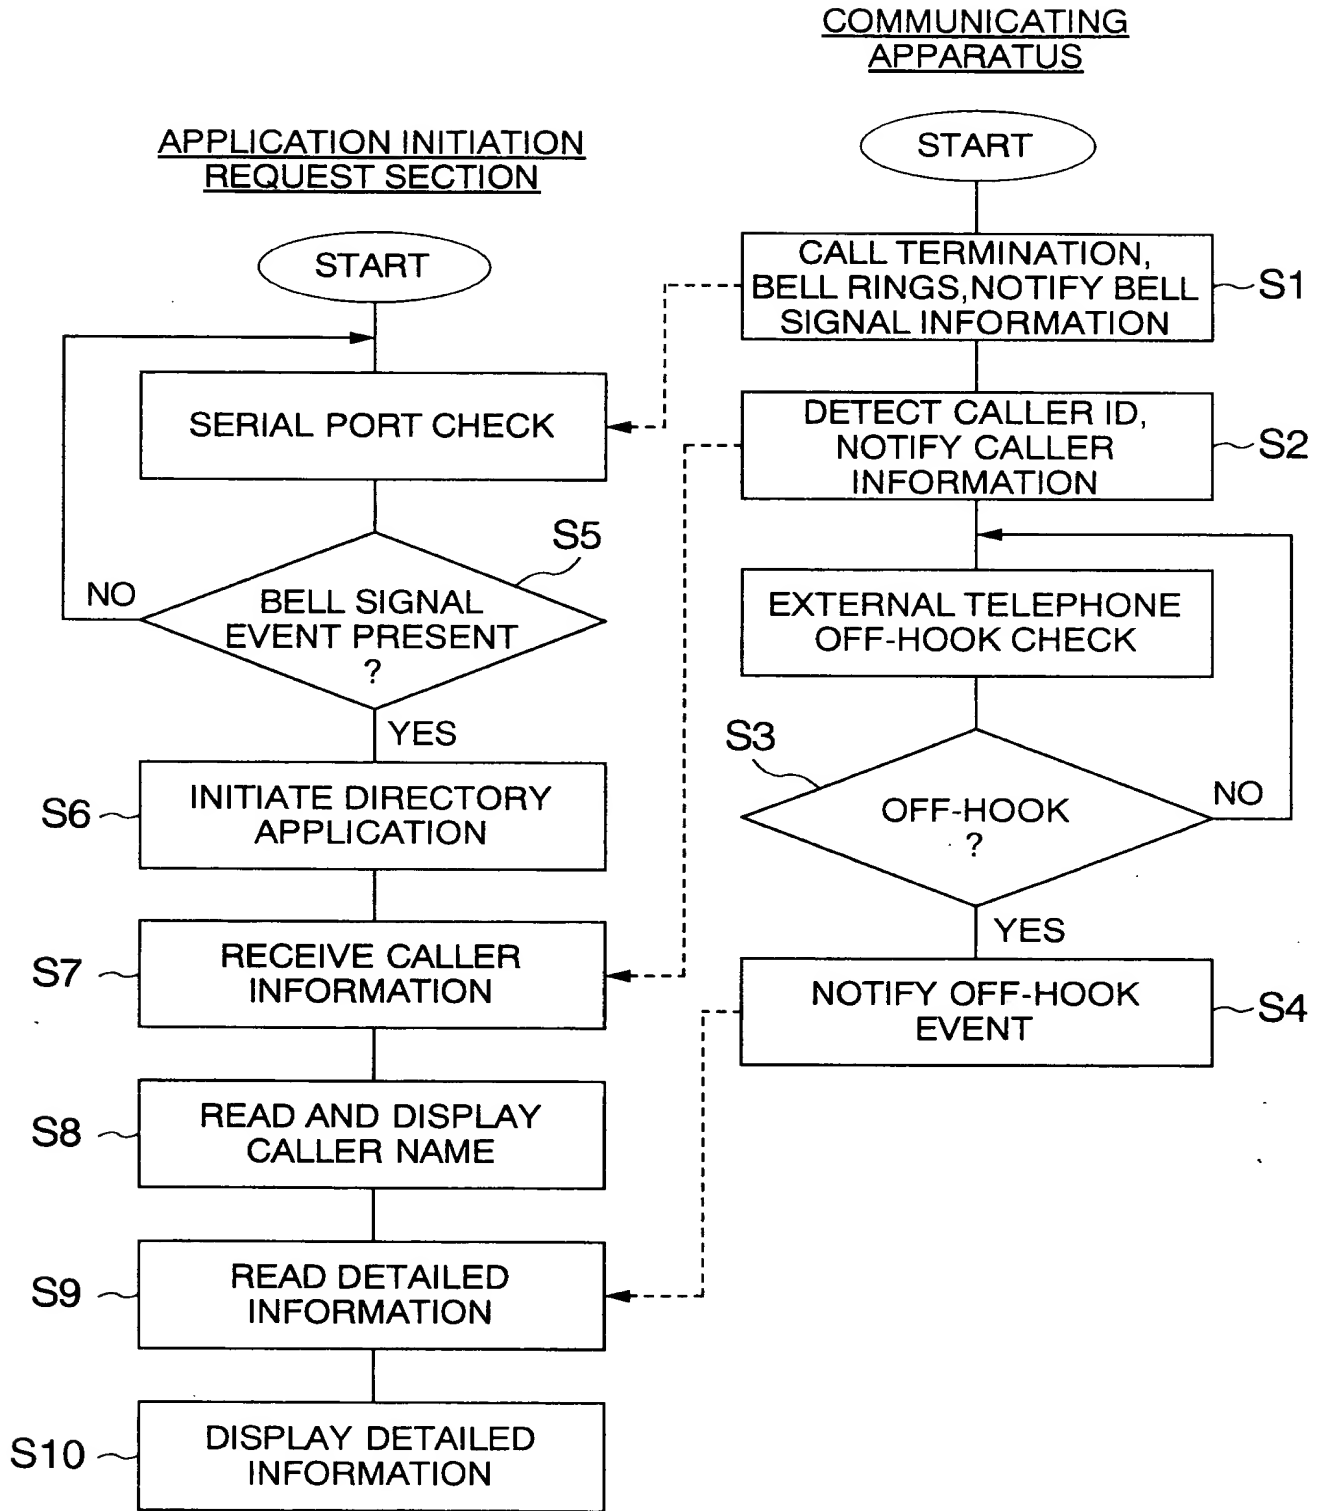 COMMUNICATING
APPARATUS
START
CALL TERMINATION,
BELL RINGS,NOTIFY BELL
SIGNAL INFORMATION
S1
DETECT CALLER ID,
NOTIFY CALLER
INFORMATION
S2
EXTERNAL TELEPHONE
OFF-HOOK CHECK
S3
OFF-HOOK
?
NO
YES
NOTIFY OFF-HOOK
EVENT
S4
APPLICATION INITIATION
REQUEST SECTION
START
SERIAL PORT CHECK
S5
NO
BELL SIGNAL
EVENT PRESENT
?
YES
S6
INITIATE DIRECTORY
APPLICATION
S7
RECEIVE CALLER
INFORMATION
S8
READ AND DISPLAY
CALLER NAME
S9
READ DETAILED
INFORMATION
S10
DISPLAY DETAILED
INFORMATION